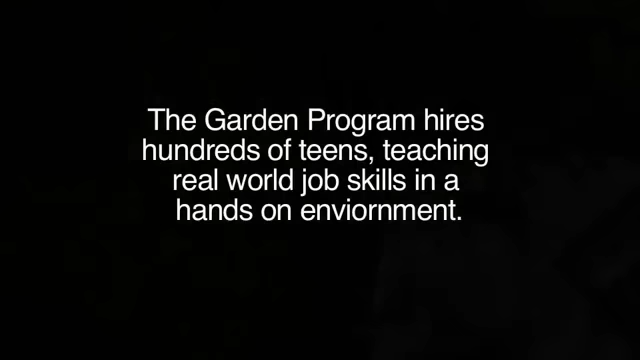 The Garden Program hires
hundreds of teens, teaching
real world job skills in a
hands on enviornment.